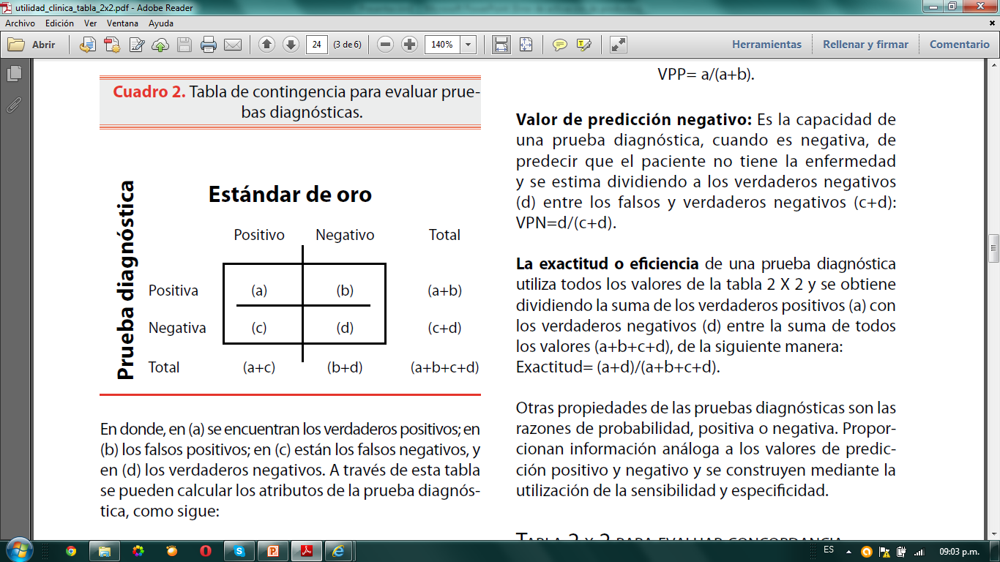 utilidad_clinica_tabla_2x2.pdf - Adobe Reader
Archivo Edición Ver Ventana Ayuda
Abrir 24 (3 de 6) 140% Herramientas Rellenar y firmar Comentario
Cuadro 2. Tabla de contingencia para evaluar prue-
bas diagnósticas.
Prueba diagnóstica
Estándar de oro
Positivo Negativo Total
Positiva (a) (b) (a+b)
Negativa (c) (d) (c+d)
Total (a+c) (b+d) (a+b+c+d)
En donde, en (a) se encuentran los verdaderos positivos; en
(b) los falsos positivos; en (c) están los falsos negativos, y
en (d) los verdaderos negativos. A través de esta tabla
se pueden calcular los atributos de la prueba diagnós-
tica, como sigue:
VPP= a/(a+b).
Valor de predicción negativo: Es la capacidad de
una prueba diagnóstica, cuando es negativa, de
predecir que el paciente no tiene la enfermedad
y se estima dividiendo a los verdaderos negativos
(d) entre los falsos y verdaderos negativos (c+d):
VPN=d/(c+d).
La exactitud o eficiencia de una prueba diagnóstica
utiliza todos los valores de la tabla 2 X 2 y se obtiene
dividiendo la suma de los verdaderos positivos (a) con
los verdaderos negativos (d) entre la suma de todos
los valores (a+b+c+d), de la siguiente manera:
Exactitud= (a+d)/(a+b+c+d).
Otras propiedades de las pruebas diagnósticas son las
razones de probabilidad, positiva o negativa. Propor-
cionan información análoga a los valores de predic-
ción positivo y negativo y se construyen mediante la
utilización de la sensibilidad y especificidad.
TABLA 2 X 2 PARA EVALUAR CONCORDANCIA
ES 09:03 p.m.